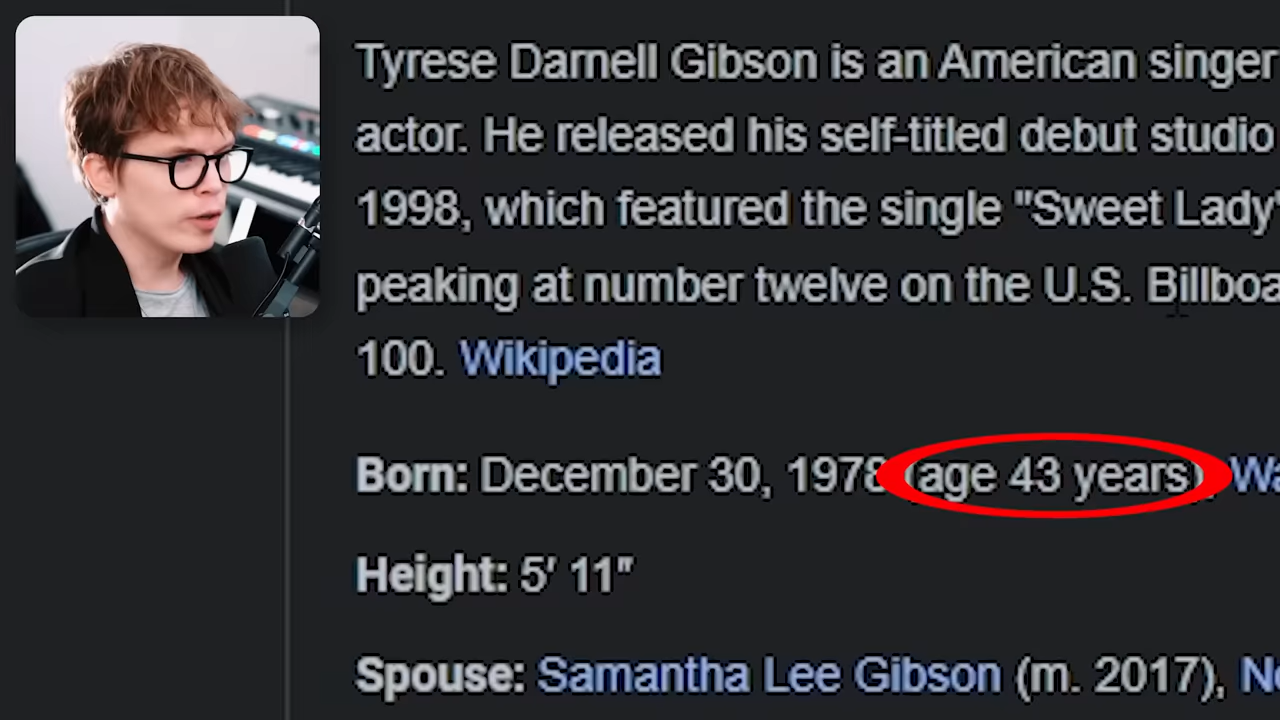 Tyrese Darnell Gibson is an American singer
actor. He released his self-titled debut studio
1998, which featured the single "Sweet Lady"
peaking at number twelve on the U.S. Billboa
100. Wikipedia
Born: December 30, 1978 (age 43 years), Wa
Height: 5′ 11″
Spouse: Samantha Lee Gibson (m. 2017), No